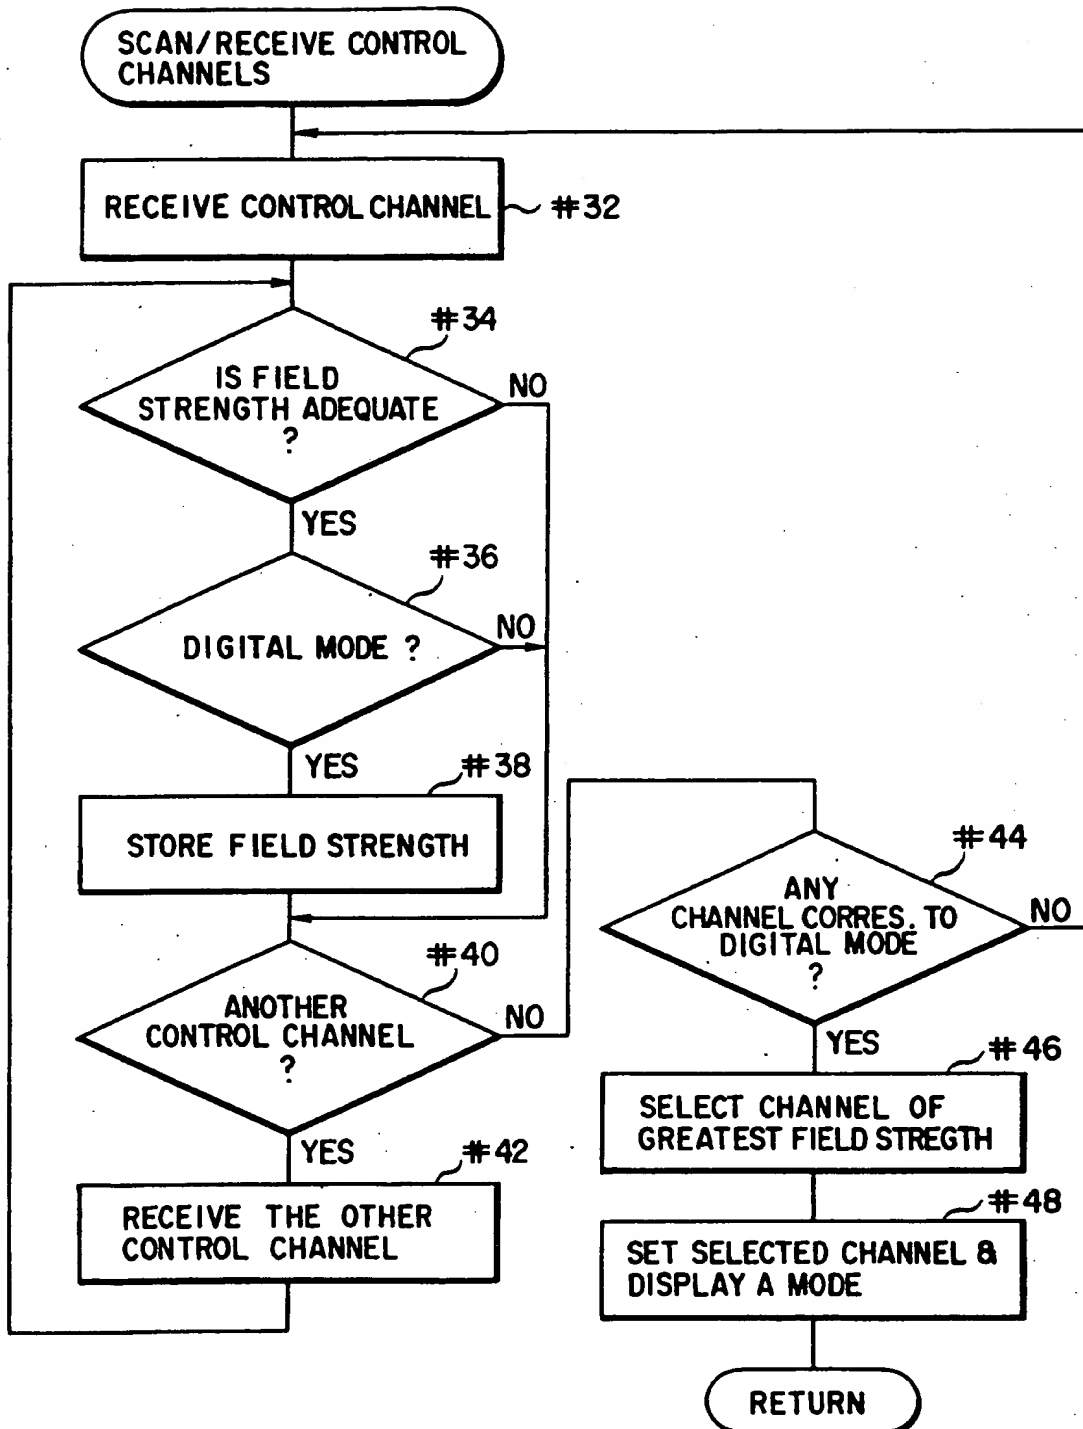 SCAN/RECEIVE CONTROL
CHANNELS
RECEIVE CONTROL CHANNEL
#32
#34
IS FIELD
STRENGTH ADEQUATE
?
NO
YES
#36
DIGITAL MODE ?
NO
YES
#38
STORE FIELD STRENGTH
#40
ANOTHER
CONTROL CHANNEL
?
NO
YES
#42
RECEIVE THE OTHER
CONTROL CHANNEL
#44
ANY
CHANNEL CORRES. TO
DIGITAL MODE
?
NO
YES
#46
SELECT CHANNEL OF
GREATEST FIELD STREGTH
#48
SET SELECTED CHANNEL &
DISPLAY A MODE
RETURN